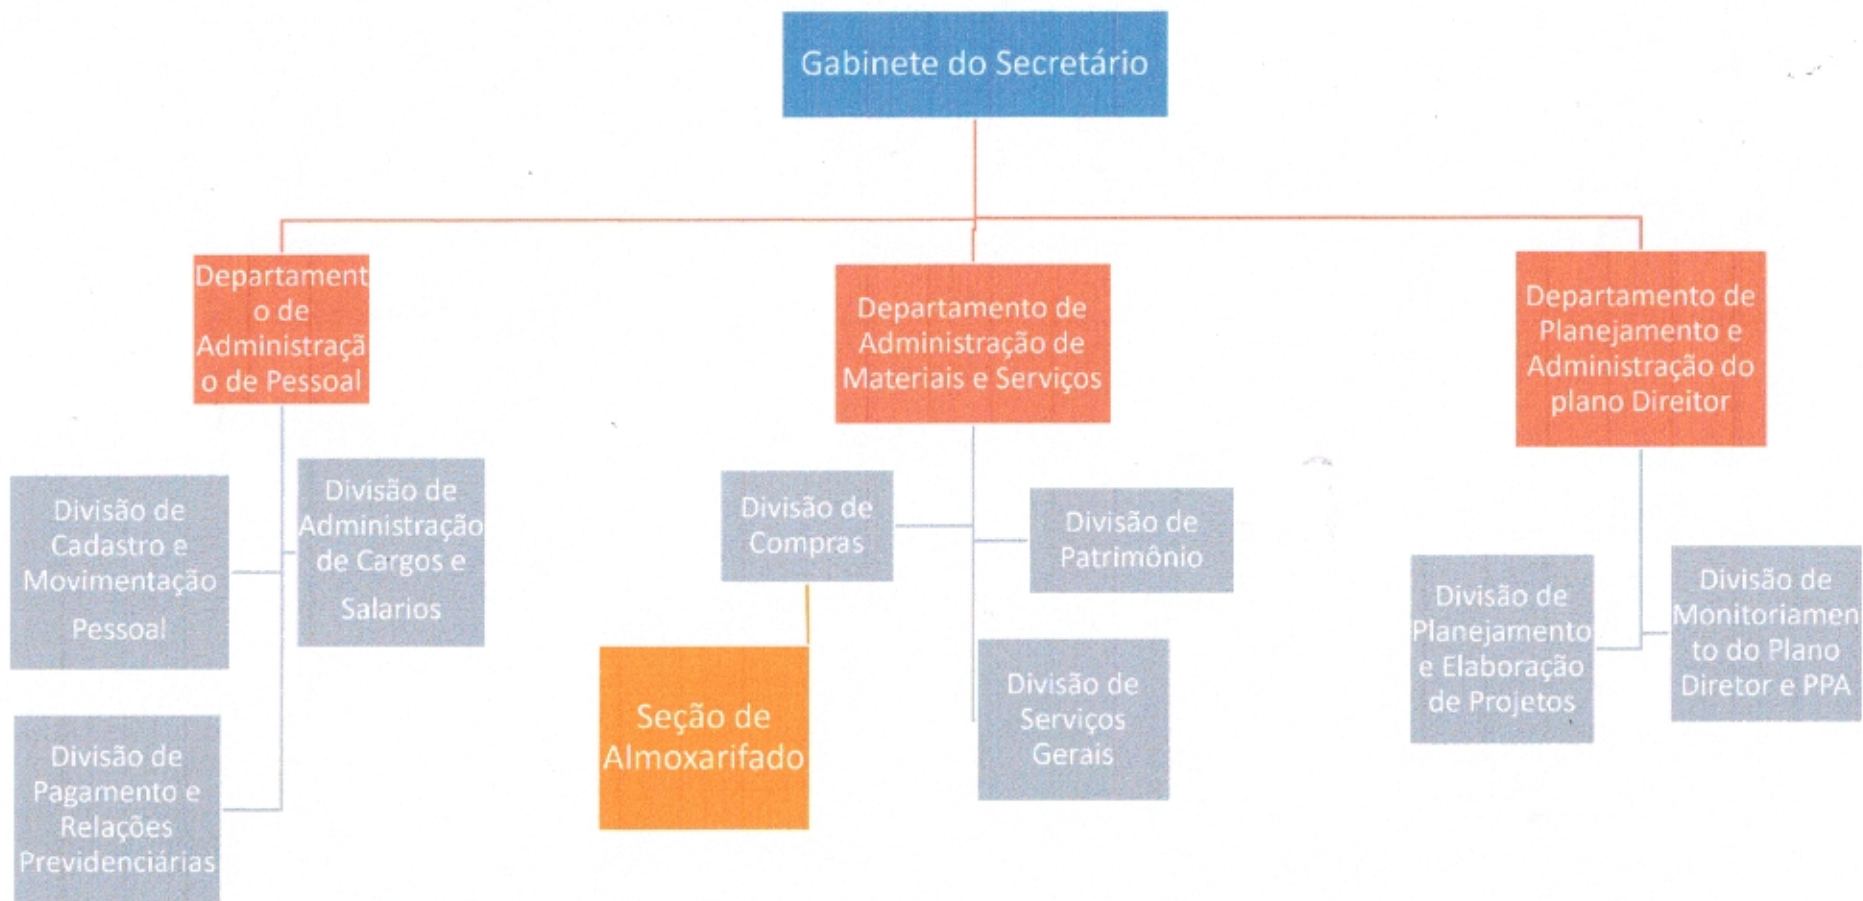 Gabinete do Secretário
Departament
o de
Administraçã
o de Pessoal
Departamento de
Administração de
Materiais e Serviços
Departamento de
Planejamento e
Administração do
plano Direitor
Divisão de
Cadastro e
Movimentação
Pessoal
Divisão de
Administração
de Cargos e
Salarios
Divisão de
Compras
Divisão de
Patrimônio
Divisão de
Planejamento
e Elaboração
de Projetos
Divisão de
Monitoriamen
to do Plano
Diretor e PPA
Seção de
Almoxarifado
Divisão de
Serviços
Gerais
Divisão de
Pagamento e
Relações
Previdenciárias